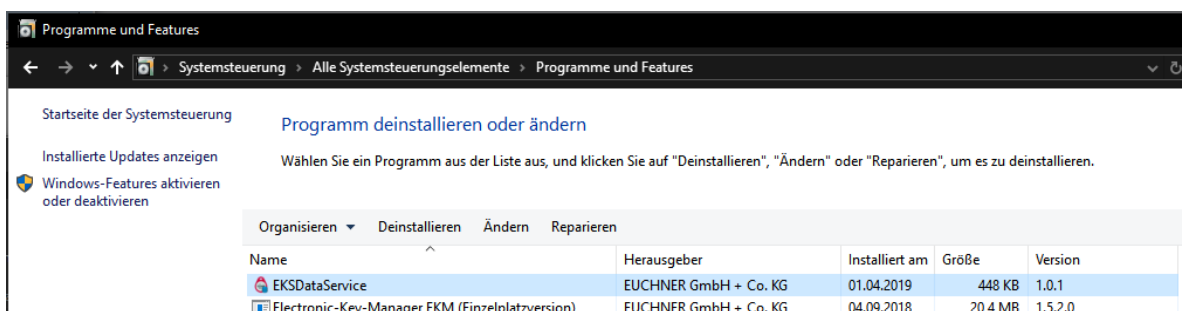 Programme und Features
Systemsteuerung > Alle Systemsteuerungselemente > Programme und Features
Startseite der Systemsteuerung
Installierte Updates anzeigen
Windows-Features aktivieren
oder deaktivieren
Programm deinstallieren oder ändern
Wählen Sie ein Programm aus der Liste aus, und klicken Sie auf "Deinstallieren", "Ändern" oder "Reparieren", um es zu deinstallieren.
Organisieren Deinstallieren Ändern Reparieren
Name Herausgeber Installiert am Größe Version
EKSDataService EUCHNER GmbH + Co. KG 01.04.2019 448 KB 1.0.1
Electronic-Key-Manager EKM (Einzelplatzversion) EUCHNER GmbH + Co. KG 04.09.2018 20,4 MB 1.5.2.0